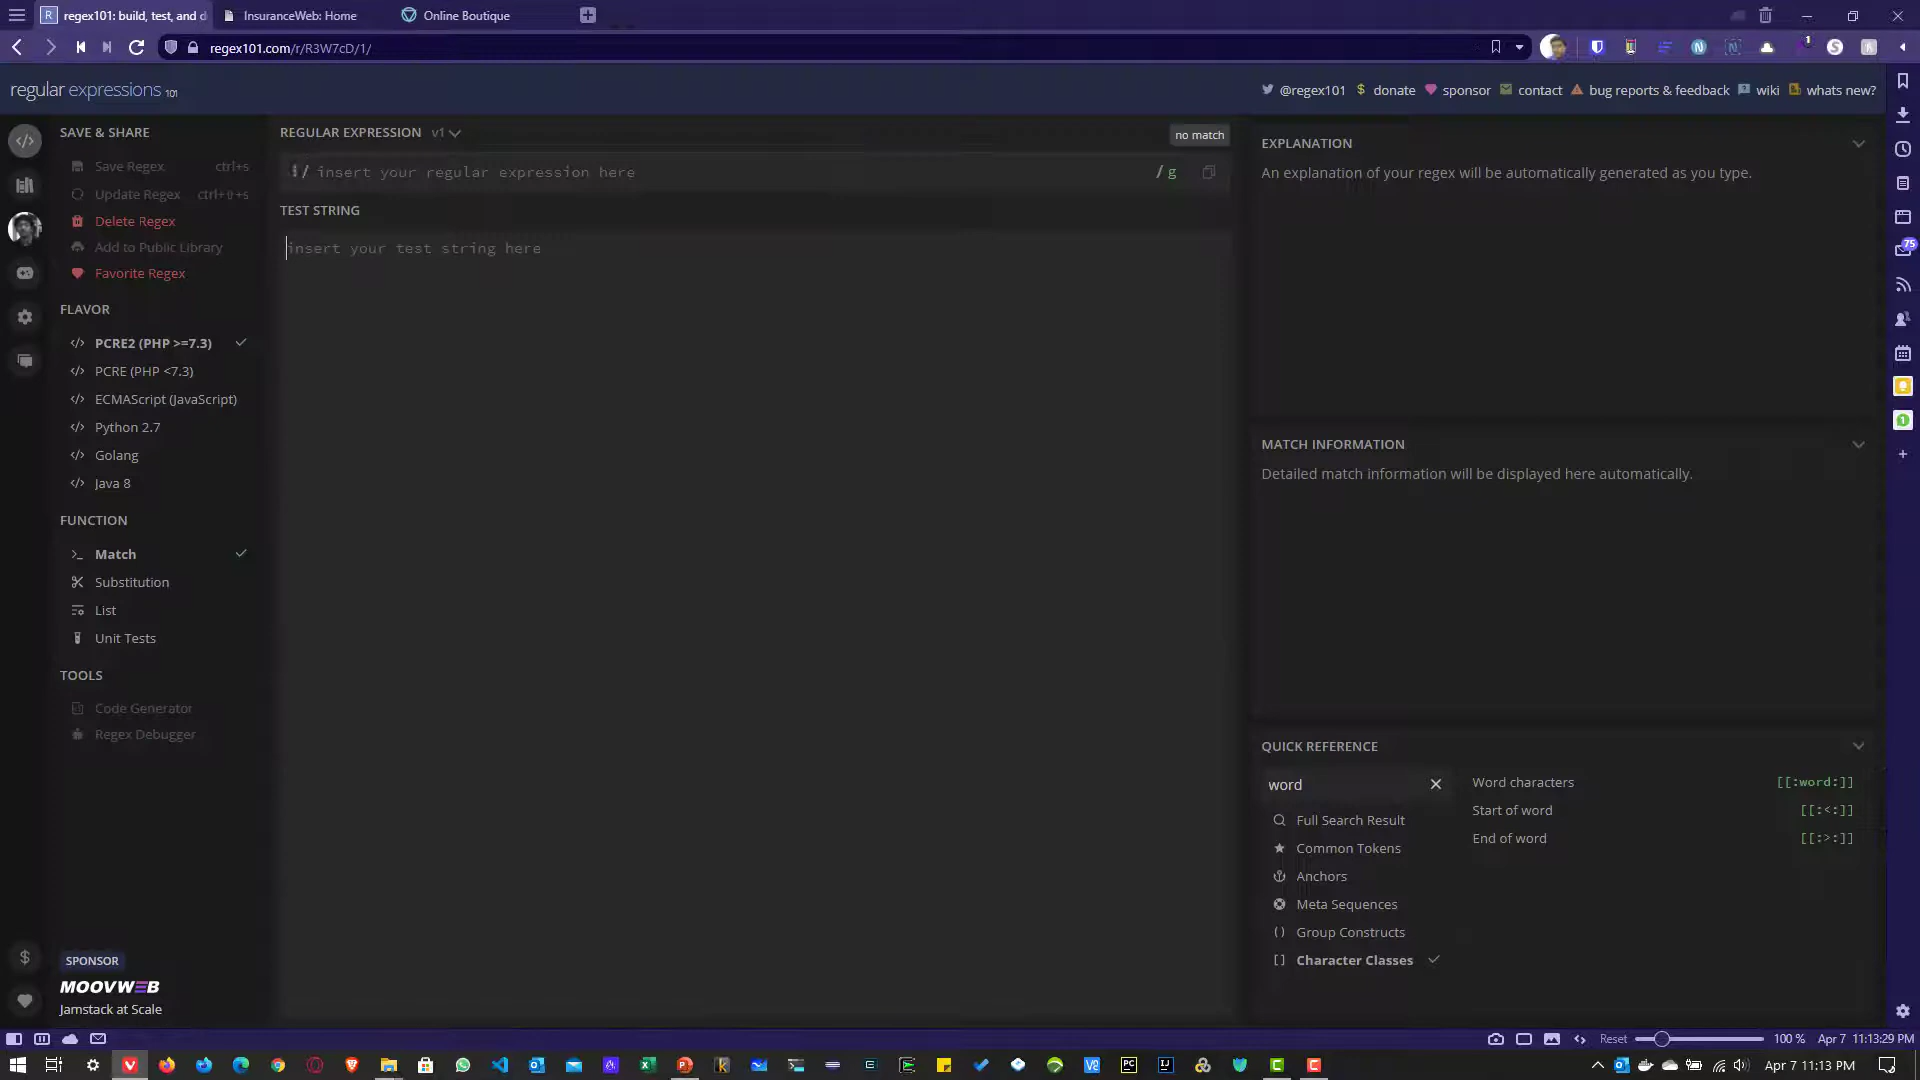 regex101: build, test, and d
InsuranceWeb: Home
Online Boutique
regex101.com/r/R3W7cD/1/
regular expressions 101
@regex101
$ donate
sponsor
contact
bug reports & feedback
wiki
whats new?
SAVE & SHARE
Save Regex ctrl+s
Update Regex ctrl+⇧+s
Delete Regex
Add to Public Library
Favorite Regex
FLAVOR
</> PCRE2 (PHP >=7.3)
</> PCRE (PHP <7.3)
</> ECMAScript (JavaScript)
</> Python 2.7
</> Golang
</> Java 8
FUNCTION
Match
Substitution
List
Unit Tests
TOOLS
Code Generator
Regex Debugger
SPONSOR
MOOVWEB
Jamstack at Scale
REGULAR EXPRESSION v1
no match
/ insert your regular expression here / g
TEST STRING
insert your test string here
EXPLANATION
An explanation of your regex will be automatically generated as you type.
MATCH INFORMATION
Detailed match information will be displayed here automatically.
QUICK REFERENCE
word
Full Search Result
Common Tokens
Anchors
Meta Sequences
() Group Constructs
[] Character Classes
Word characters [[:word:]]
Start of word [[:<:]]
End of word [[:>:]]
75
1
Reset 100 % Apr 7 11:13:29 PM
Apr 7 11:13 PM